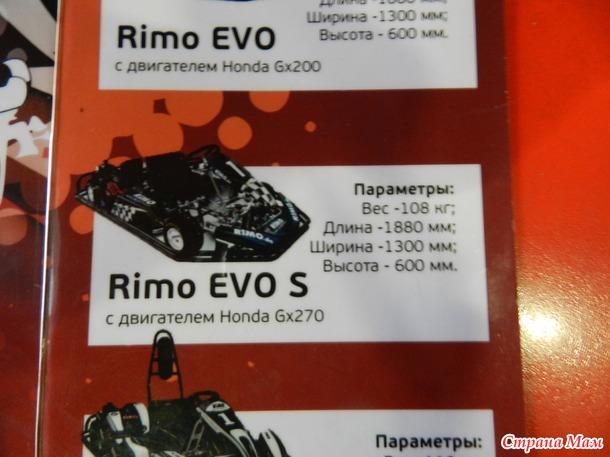 Ширина -1300 мм;
Высота - 600 мм.
Rimo EVO
с двигателем Honda Gx200
Параметры:
Вес -108 кг;
Длина -1880 мм;
Ширина -1300 мм;
Высота - 600 мм.
RIMO
Rimo EVO S
с двигателем Honda Gx270
Параметры:
Страна Мам